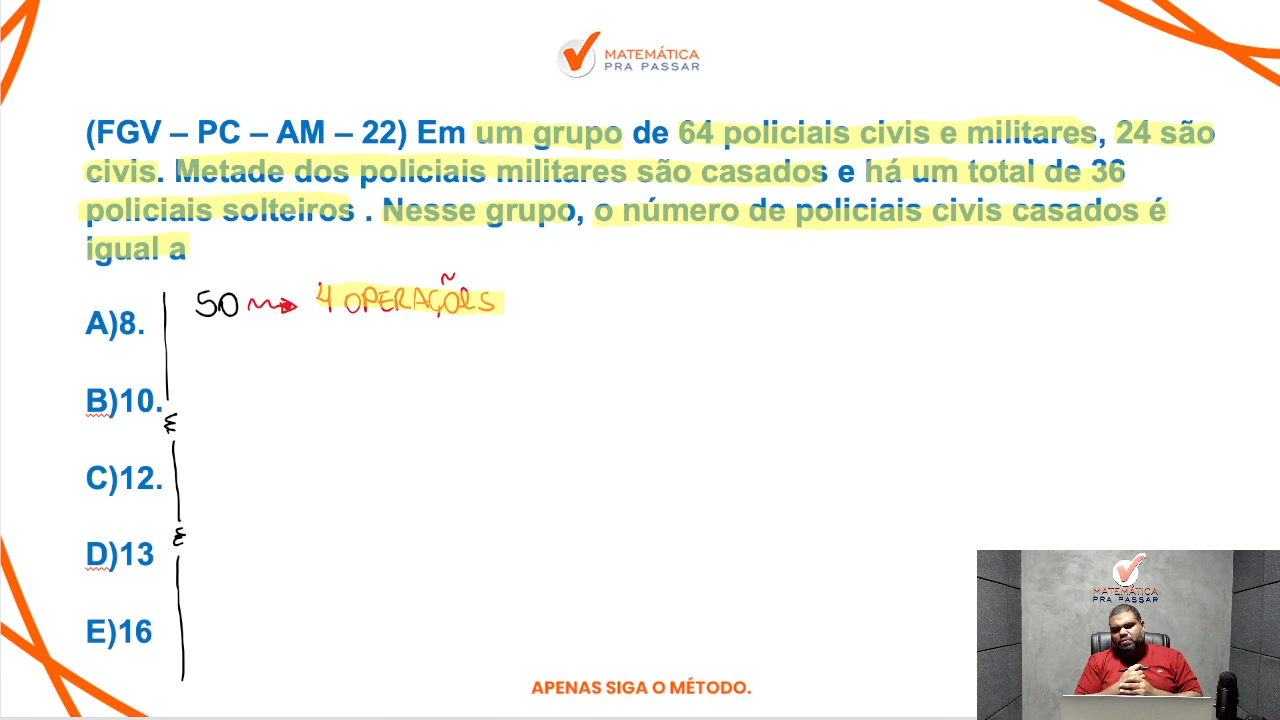 MATEMÁTICA
PRA PASSAR
(FGV – PC – AM – 22) Em um grupo de 64 policiais civis e militares, 24 são
civis. Metade dos policiais militares são casados e há um total de 36
policiais solteiros . Nesse grupo, o número de policiais civis casados é
igual a
50 4 OPERAÇÕES
A)8.
B)10.
C)12.
D)13
E)16
MATEMÁTICA
PRA PASSAR
APENAS SIGA O MÉTODO.